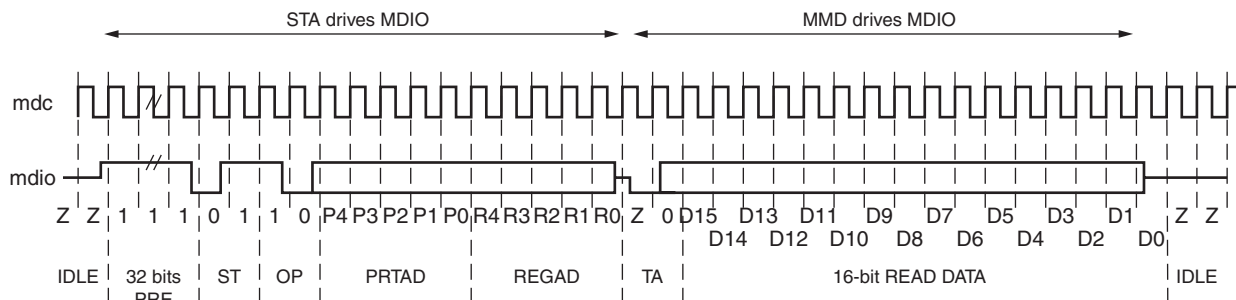 STA drives MDIO MMD drives MDIO
mdc
mdio
Z Z 1 1 1 0 1 1 0 P4 P3 P2 P1 P0 R4 R3 R2 R1 R0 Z 0 D15 D13 D11 D9 D7 D5 D3 D1 Z Z
D14 D12 D10 D8 D6 D4 D2 D0
IDLE 32 bits ST OP PRTAD REGAD TA 16-bit READ DATA IDLE
PRE